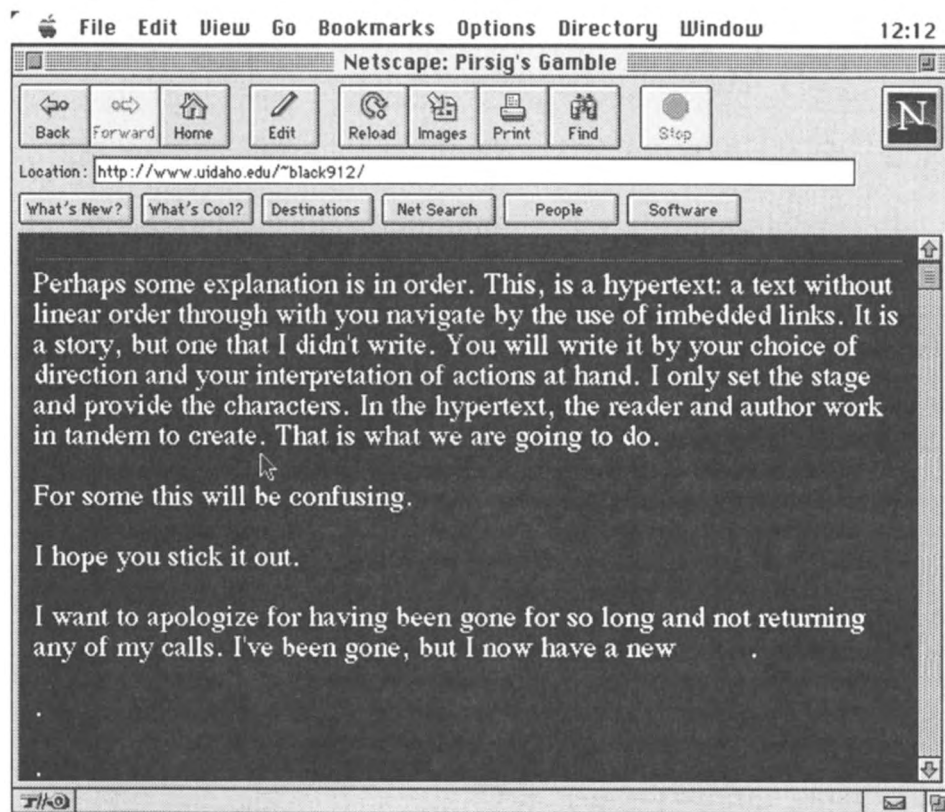 File Edit View Go Bookmarks Options Directory Window 12:12
Netscape: Pirsig's Gamble
Back Forward Home Edit Reload Images Print Find Stop
N
Location: http://www.uidaho.edu/~black912/
What's New? What's Cool? Destinations Net Search People Software
Perhaps some explanation is in order. This, is a hypertext: a text without
linear order through with you navigate by the use of imbedded links. It is
a story, but one that I didn't write. You will write it by your choice of
direction and your interpretation of actions at hand. I only set the stage
and provide the characters. In the hypertext, the reader and author work
in tandem to create. That is what we are going to do.
For some this will be confusing.
I hope you stick it out.
I want to apologize for having been gone for so long and not returning
any of my calls. I've been gone, but I now have a new .
.
.